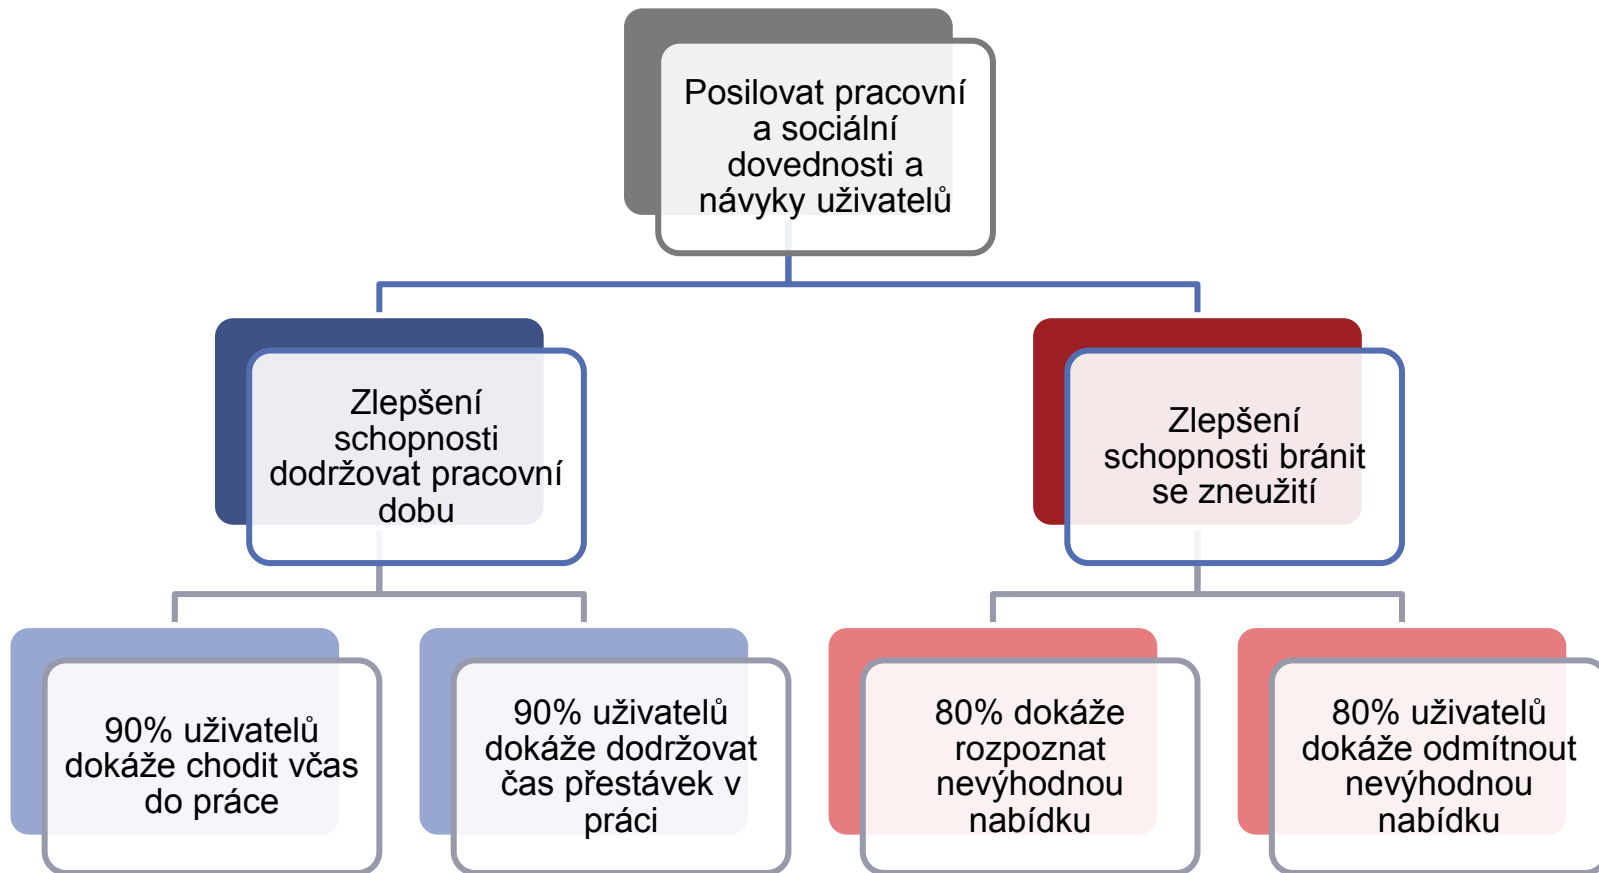 Posilovat pracovní
a sociální
dovednosti a
návyky uživatelů
Zlepšení
schopnosti
dodržovat pracovní
dobu
Zlepšení
schopnosti bránit
se zneužití
90% uživatelů
dokáže chodit včas
do práce
90% uživatelů
dokáže dodržovat
čas přestávek v
práci
80% dokáže
rozpoznat
nevýhodnou
nabídku
80% uživatelů
dokáže odmítnout
nevýhodnou
nabídku